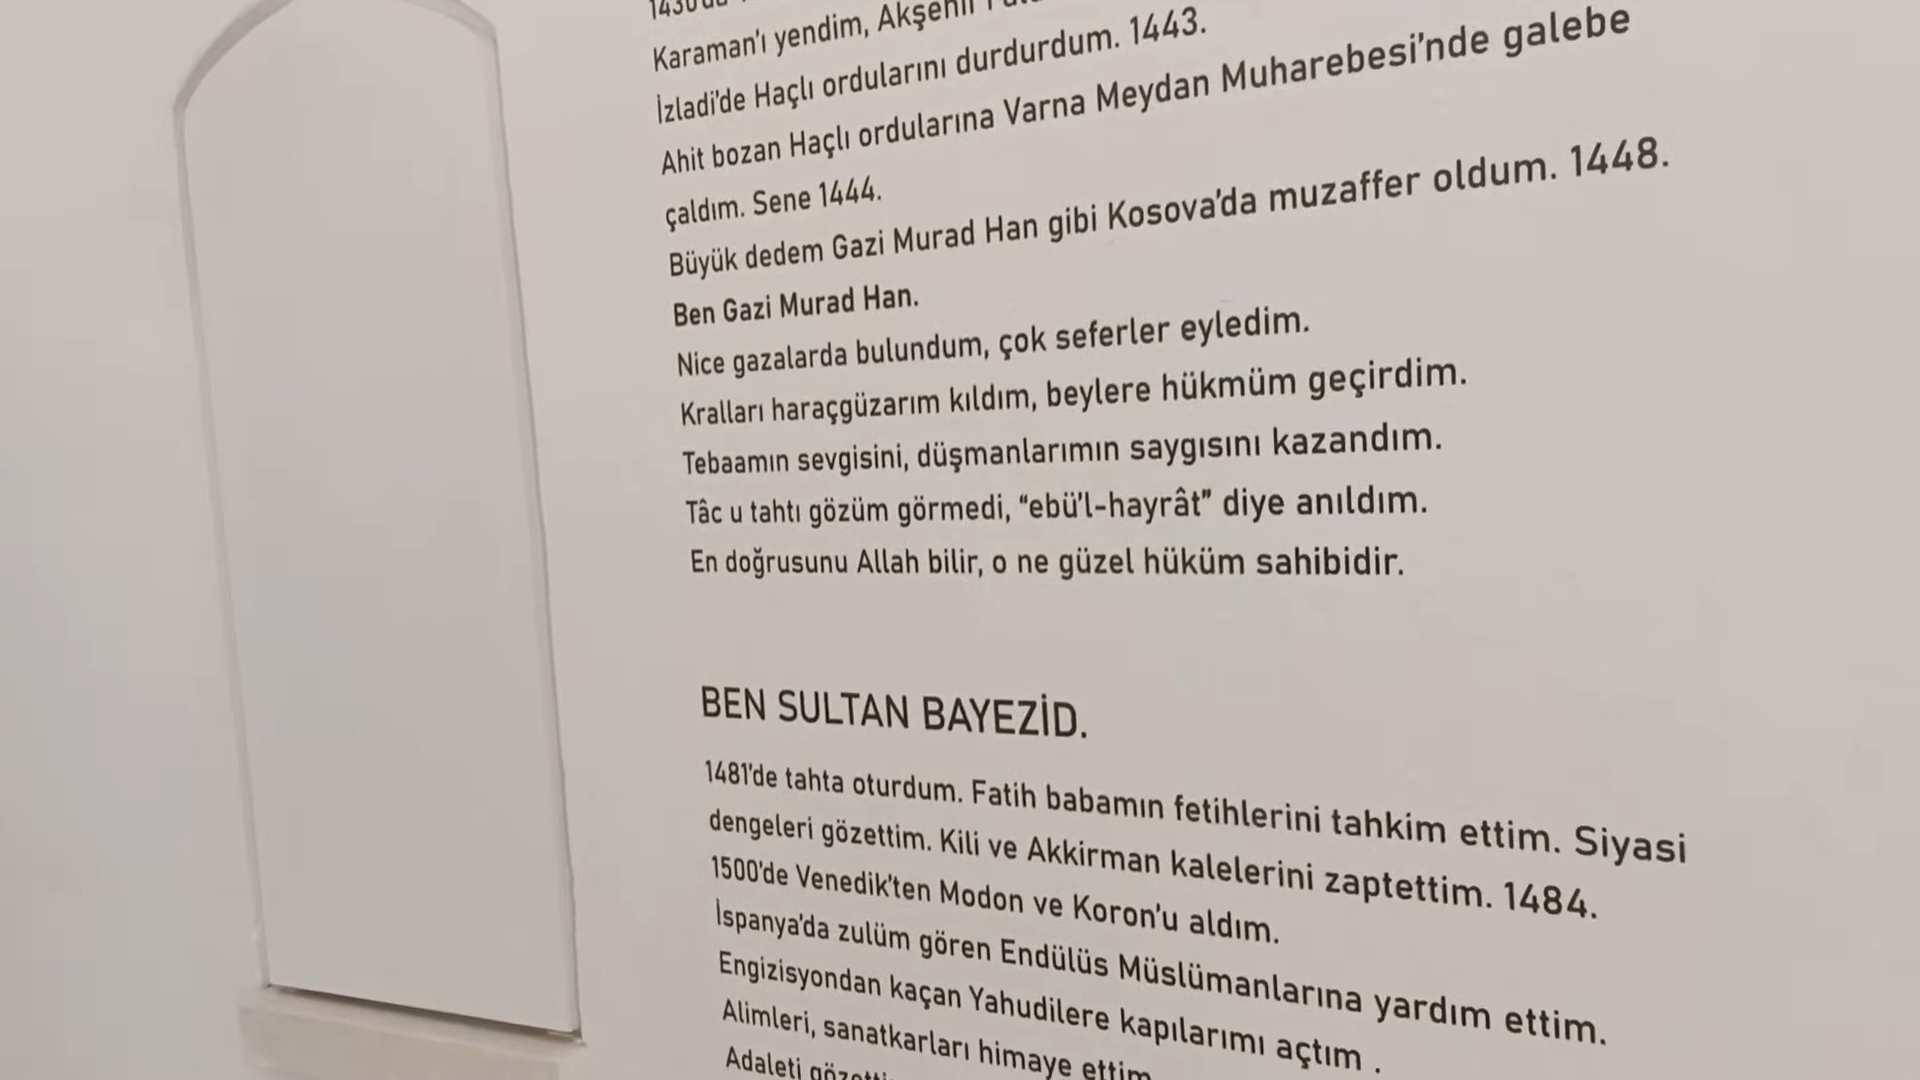 Karaman'ı yendim, Akşehir
İzladi'de Haçlı ordularını durdurdum. 1443.
Ahit bozan Haçlı ordularına Varna Meydan Muharebesi'nde galebe
çaldım. Sene 1444.
Büyük dedem Gazi Murad Han gibi Kosova'da muzaffer oldum. 1448.
Ben Gazi Murad Han.
Nice gazalarda bulundum, çok seferler eyledim.
Kralları haraçgüzarım kıldım, beylere hükmüm geçirdim.
Tebaamın sevgisini, düşmanlarımın saygısını kazandım.
Tâc u tahtı gözüm görmedi, “ebü'l-hayrât” diye anıldım.
En doğrusunu Allah bilir, o ne güzel hüküm sahibidir.
BEN SULTAN BAYEZİD.
1481'de tahta oturdum. Fatih babamın fetihlerini tahkim ettim. Siyasi
dengeleri gözettim. Kili ve Akkirman kalelerini zaptettim. 1484.
1500'de Venedik'ten Modon ve Koron'u aldım.
İspanya'da zulüm gören Endülüs Müslümanlarına yardım ettim.
Engizisyondan kaçan Yahudilere kapılarımı açtım .
Alimleri, sanatkarları himaye ettim
Adaleti